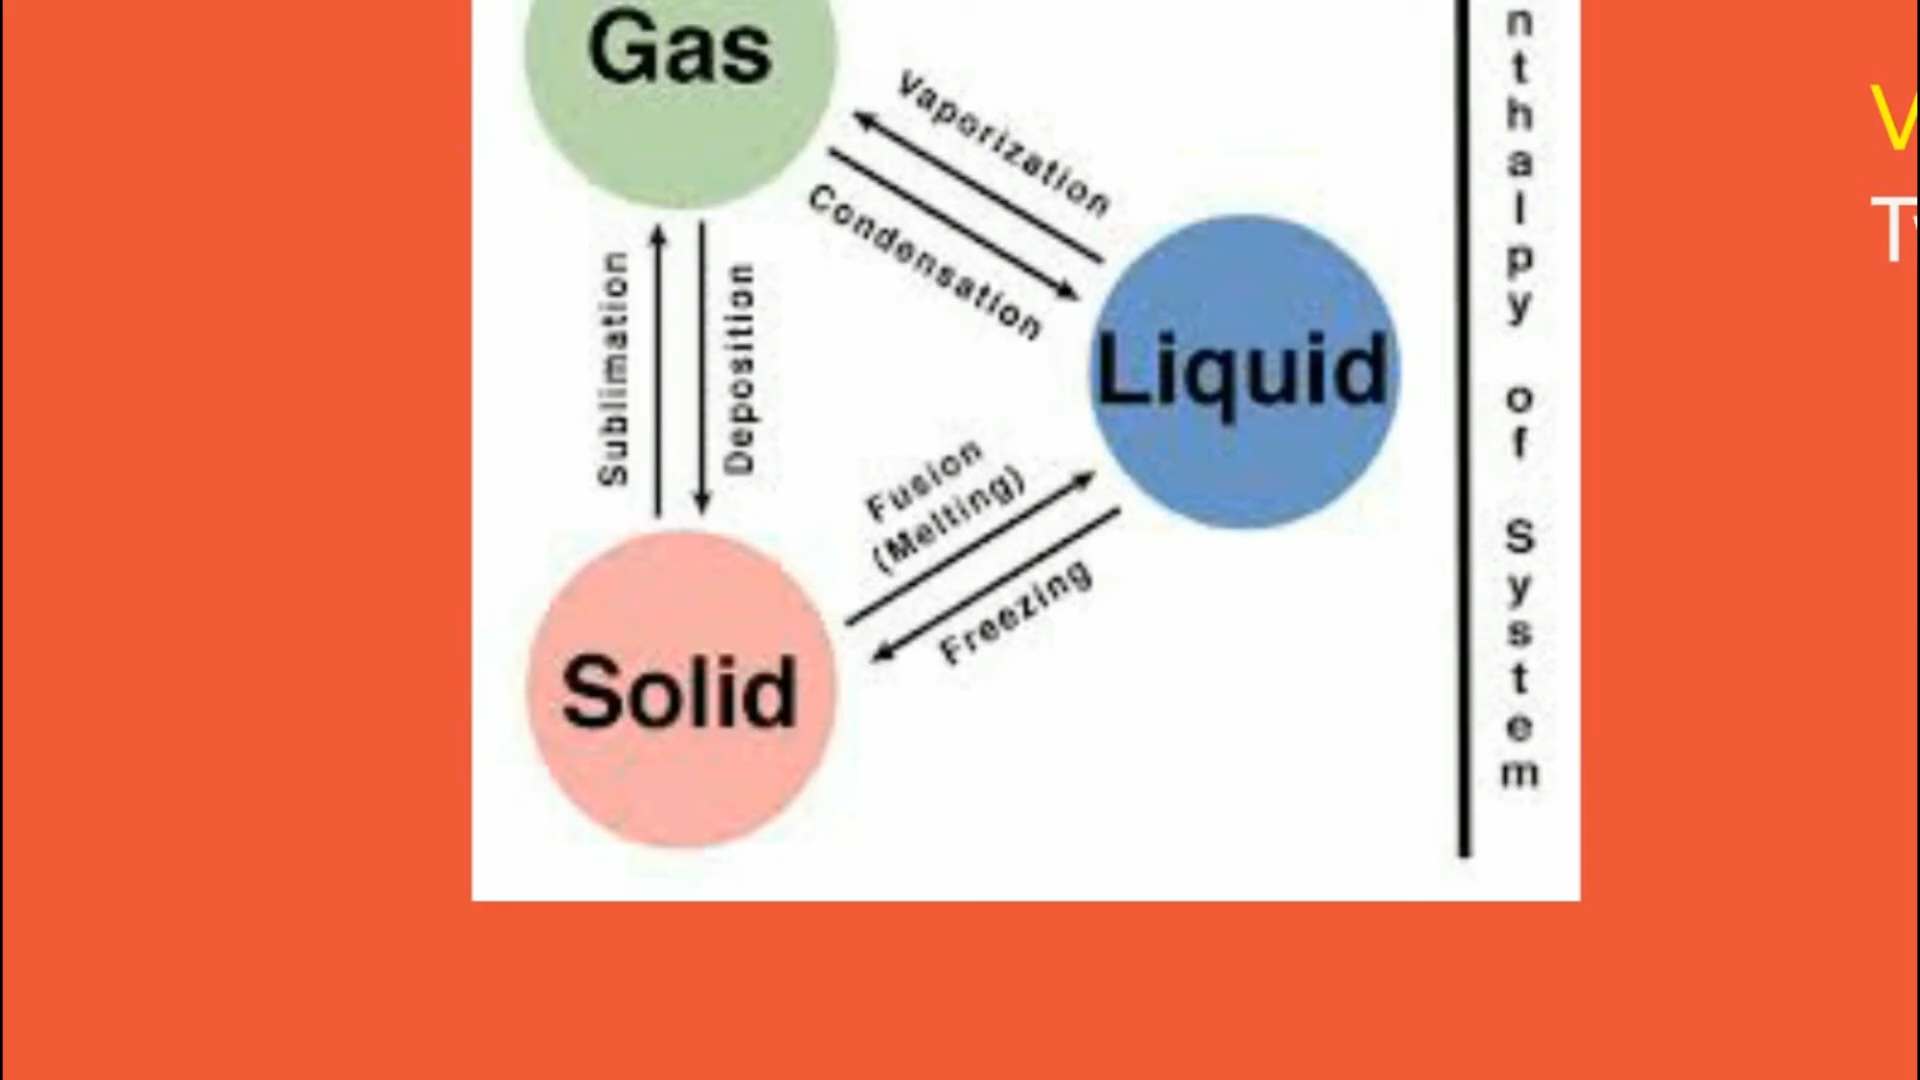 Gas
Vaporization
Condensation
Sublimation
Deposition
Liquid
Fusion
(Melting)
Freezing
Solid
nthalpy of System
V
T